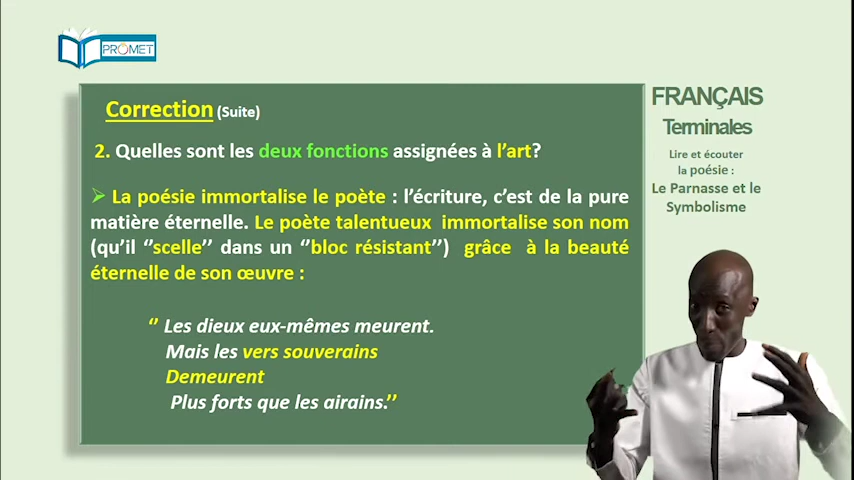 PROMET
Correction (Suite)
2. Quelles sont les deux fonctions assignées à l’art?
La poésie immortalise le poète : l’écriture, c’est de la pure
matière éternelle. Le poète talentueux immortalise son nom
(qu’il ‘’scelle’’ dans un ‘’bloc résistant’’) grâce à la beauté
éternelle de son œuvre :
‘’ Les dieux eux-mêmes meurent.
Mais les vers souverains
Demeurent
Plus forts que les airains.’’
FRANÇAIS
Terminales
Lire et écouter
la poésie :
Le Parnasse et le
Symbolisme